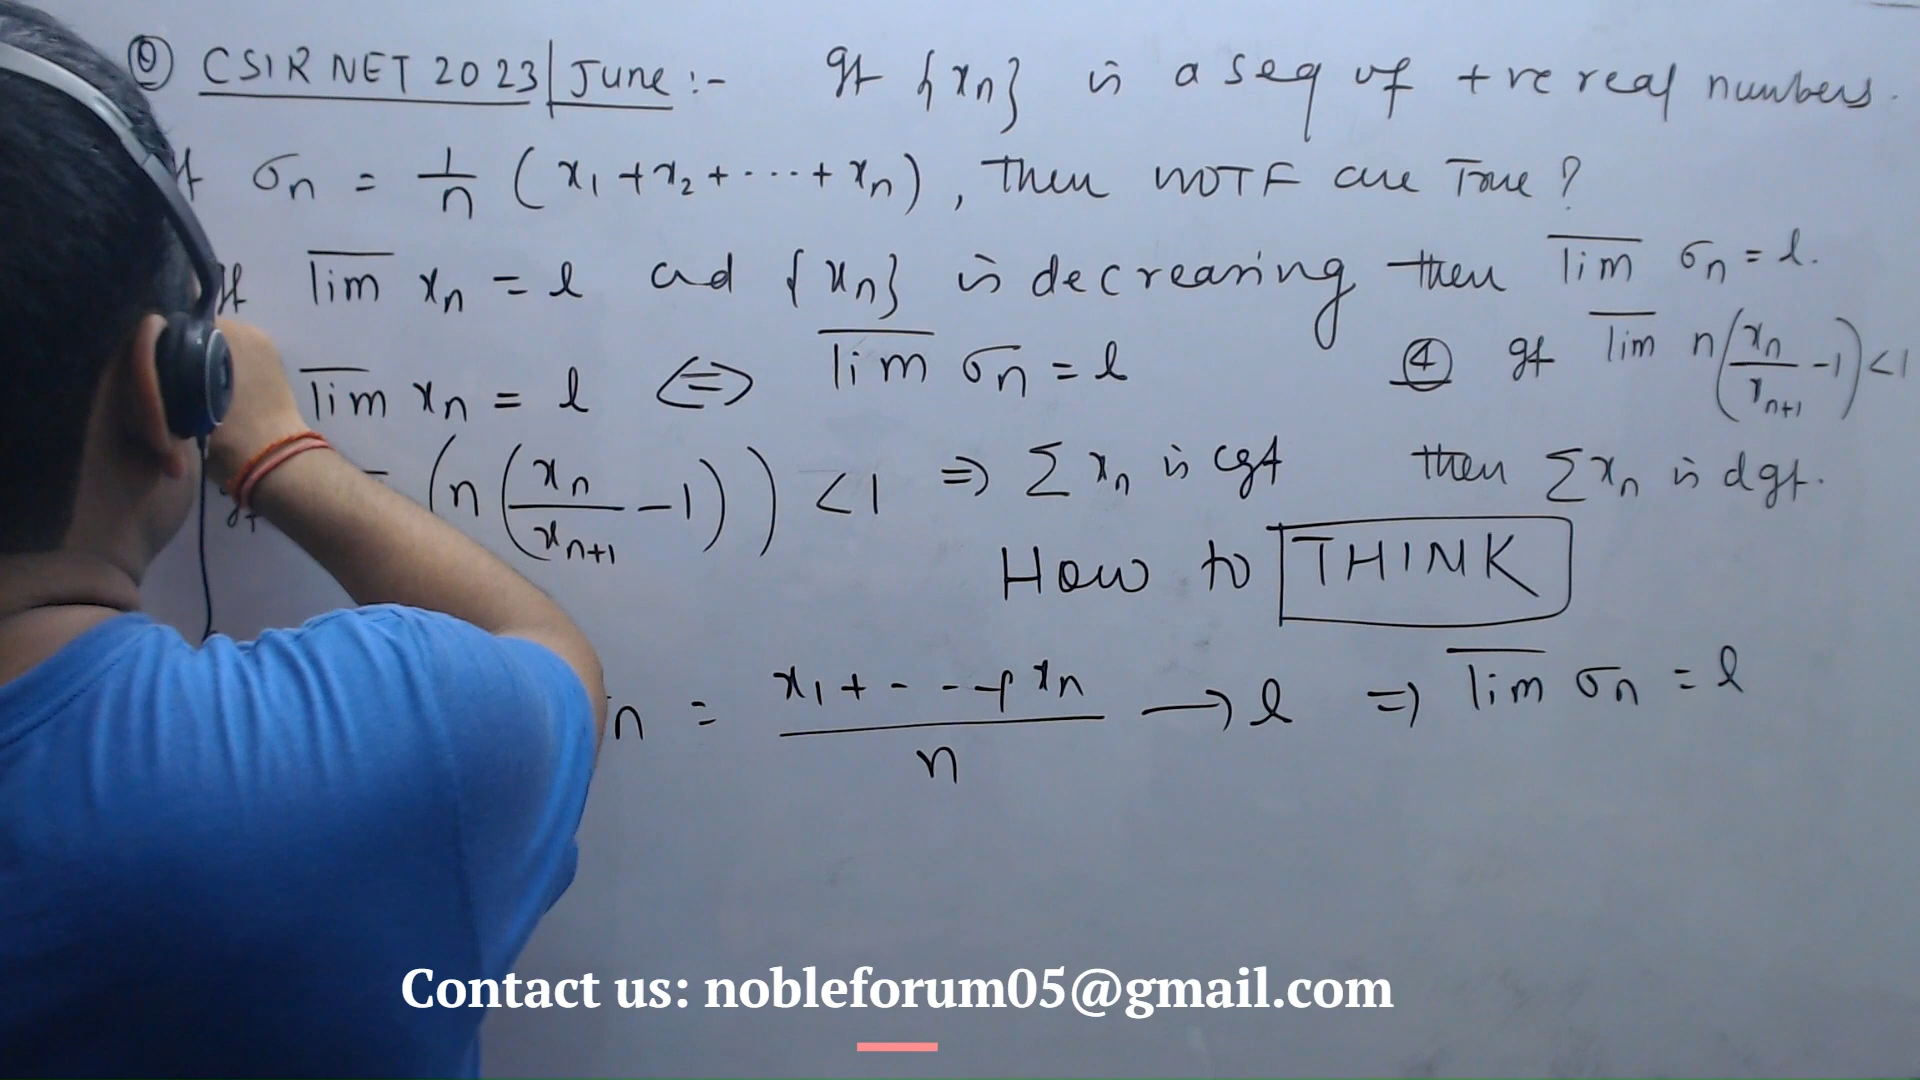 Q CSIR NET 2023 | June :- If {xn} is a seq of +ve real numbers.
σn = 1/n (x1 + x2 + ··· + xn), then WOTF are True?
If lim̅ xn = l and {xn} is decreasing then lim̅ σn = l.
lim̅ xn = l <=> lim̅ σn = l
④ If lim̅ n(xn/xn+1 - 1) < 1
(n(xn/xn+1 - 1)) < 1 => Σ xn is cgt
then Σ xn is dgt.
How to THINK
n = x1 + - - - + xn / n → l => lim̅ σn = l
Contact us: nobleforum05@gmail.com